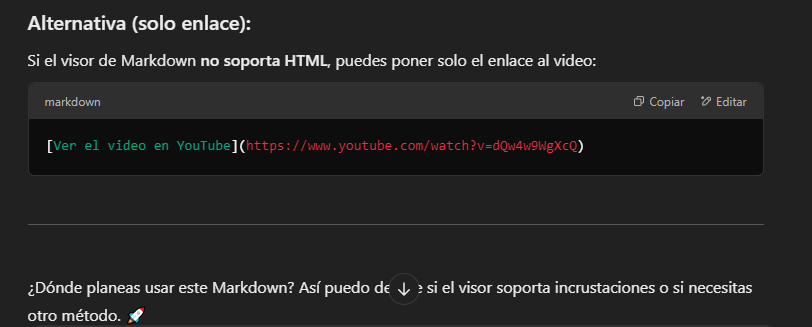 Alternativa (solo enlace):
Si el visor de Markdown no soporta HTML, puedes poner solo el enlace al video:
markdown Copiar Editar
[Ver el video en YouTube](https://www.youtube.com/watch?v=dQw4w9WgXcQ)
¿Dónde planeas usar este Markdown? Así puedo si el visor soporta incrustaciones o si necesitas
otro método. 🚀